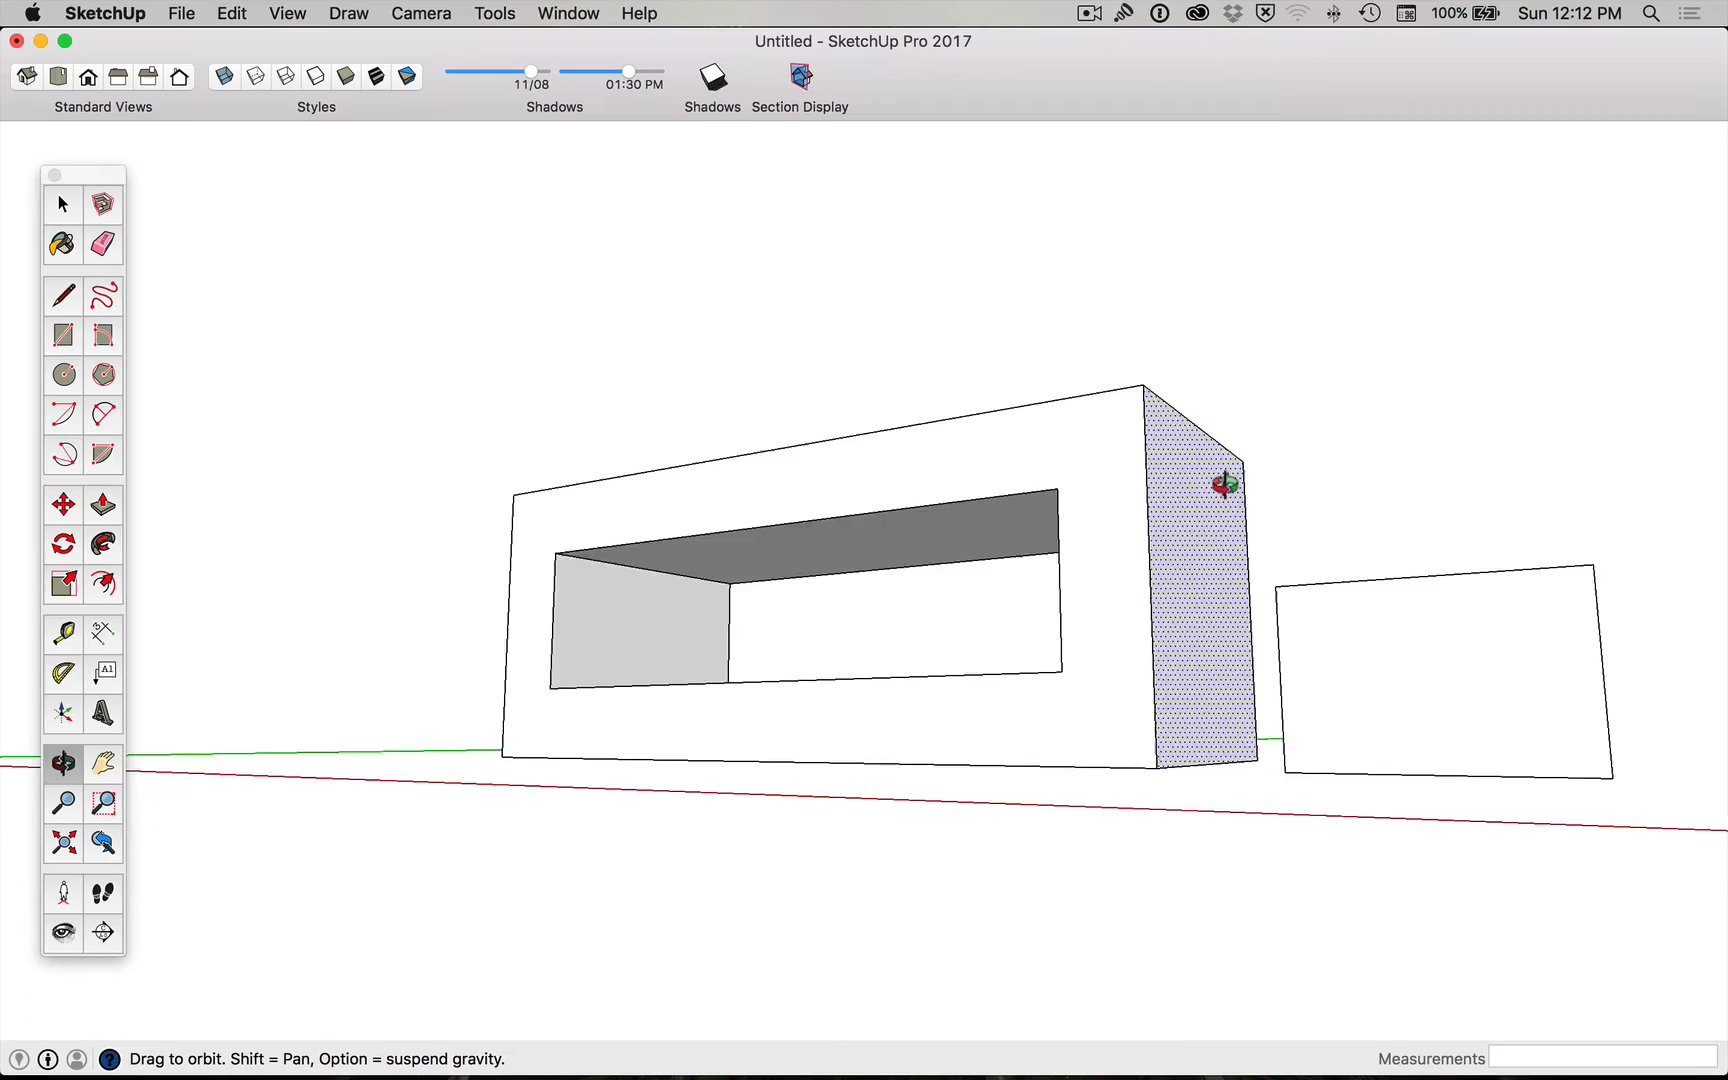 SketchUp File Edit View Draw Camera Tools Window Help 100% Sun 12:12 PM
Untitled - SketchUp Pro 2017
11/08 01:30 PM
Standard Views Styles Shadows Shadows Section Display
A1
Drag to orbit. Shift = Pan, Option = suspend gravity. Measurements